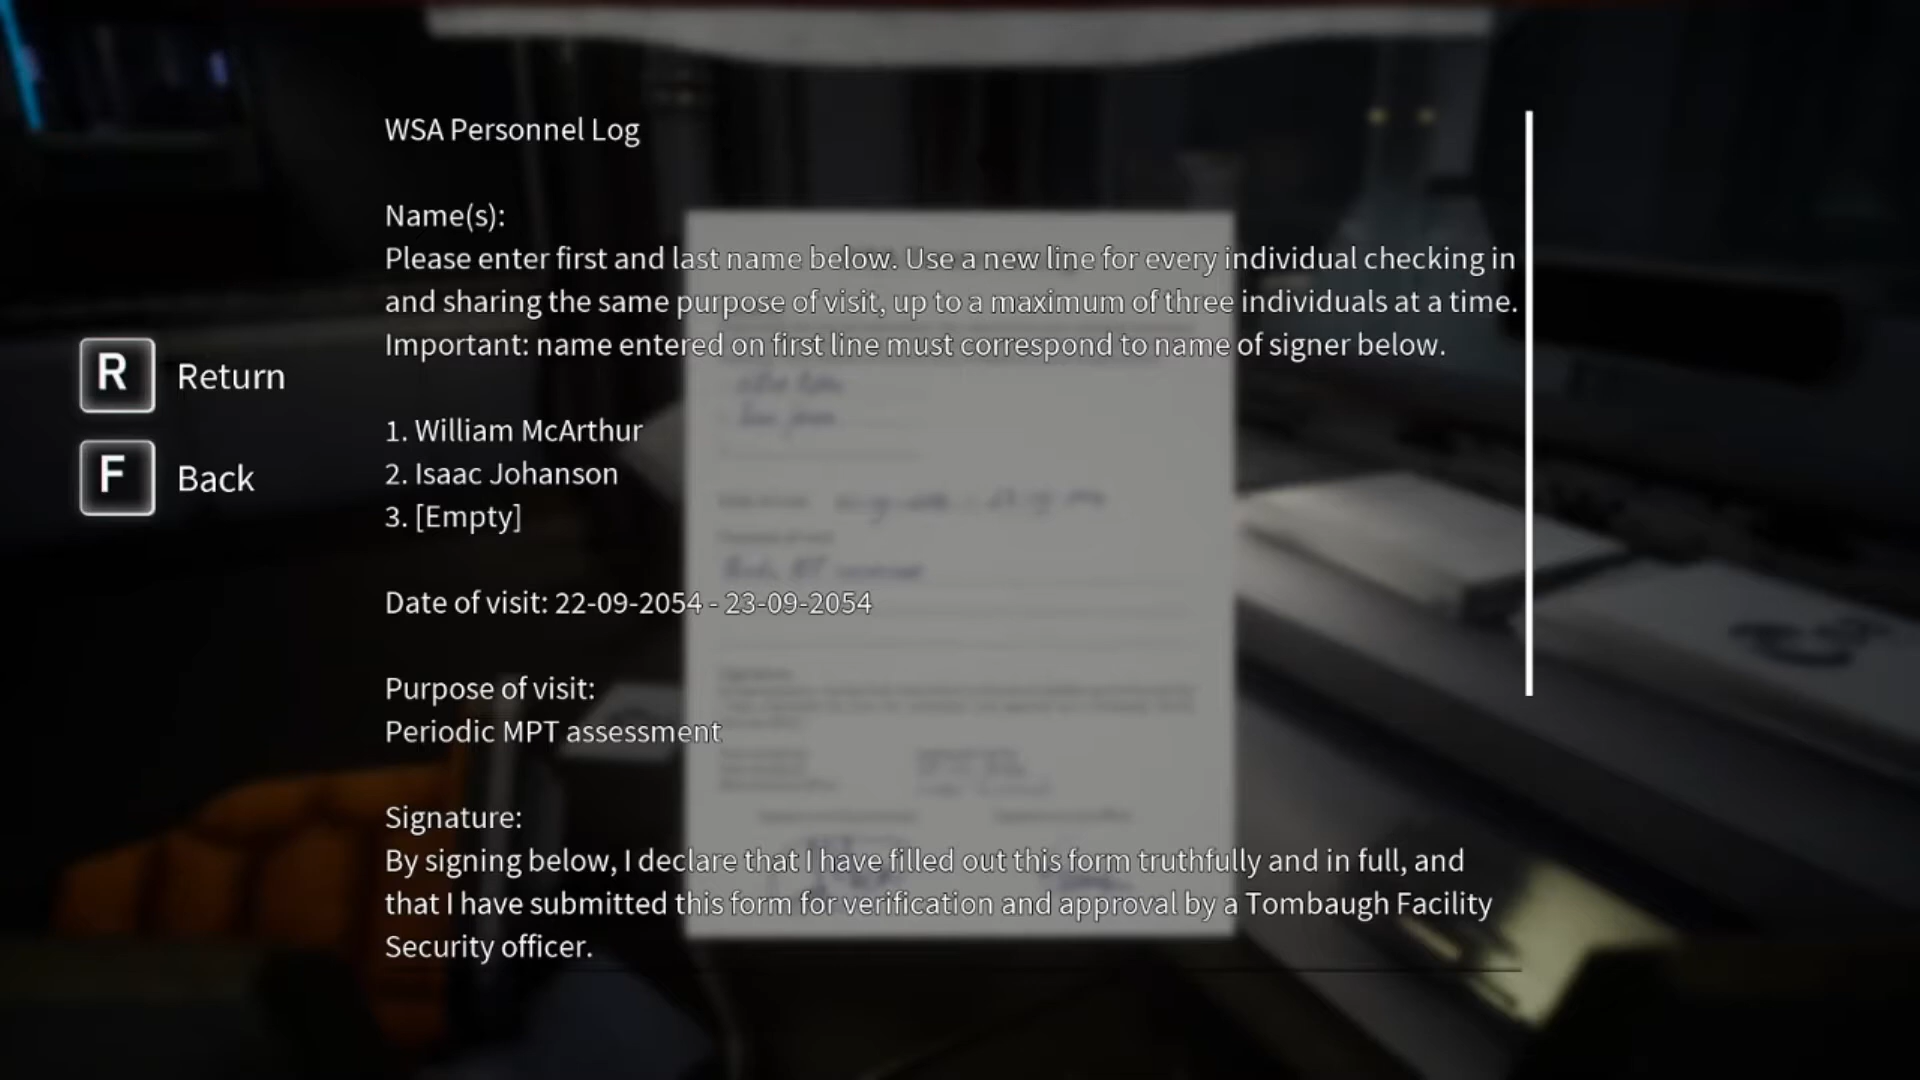 WSA Personnel Log
Name(s):
Please enter first and last name below. Use a new line for every individual checking in
and sharing the same purpose of visit, up to a maximum of three individuals at a time.
Important: name entered on first line must correspond to name of signer below.
R Return
F Back
1. William McArthur
2. Isaac Johanson
3. [Empty]
Date of visit: 22-09-2054 - 23-09-2054
Purpose of visit:
Periodic MPT assessment
Signature:
By signing below, I declare that I have filled out this form truthfully and in full, and
that I have submitted this form for verification and approval by a Tombaugh Facility
Security officer.